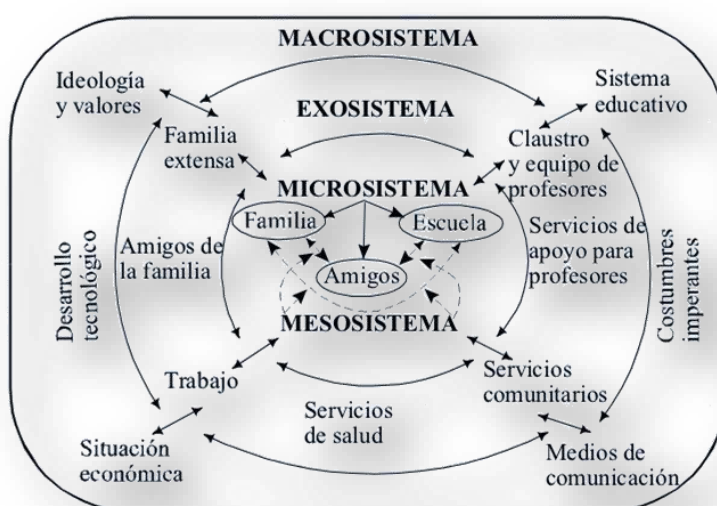 MACROSISTEMA
Ideología
y valores
Sistema
educativo
EXOSISTEMA
Familia
extensa
Claustro
y equipo de
profesores
MICROSISTEMA
Familia
Escuela
Amigos
Desarrollo
tecnológico
Amigos de
la familia
Servicios de
apoyo para
profesores
Costumbres
imperantes
MESOSISTEMA
Trabajo
Servicios
comunitarios
Servicios
de salud
Situación
económica
Medios de
comunicación